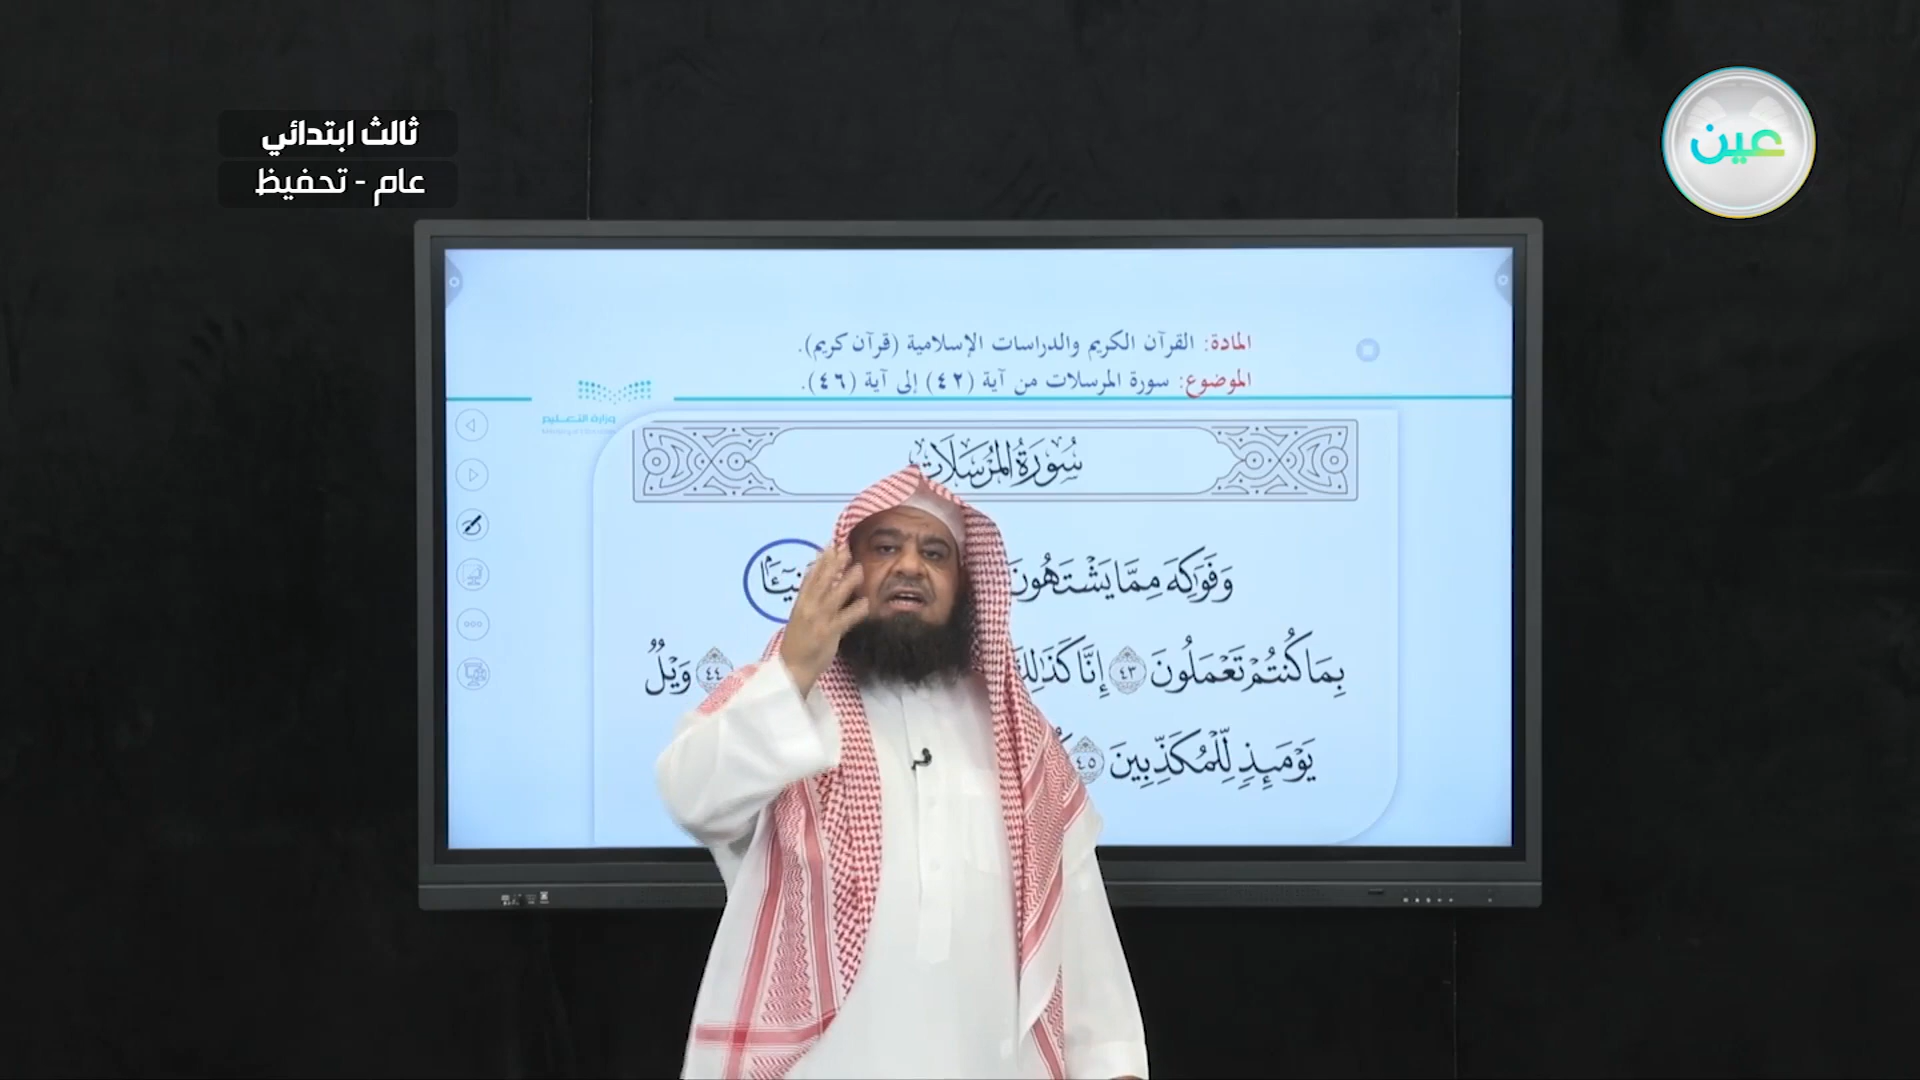 ثالث ابتدائي
عام - تحفيظ
عين
المادة: القرآن الكريم والدراسات الإسلامية (قرآن كريم).
الموضوع: سورة المرسلات من آية (٤٢) إلى آية (٤٦).
وزارة التعليم
سُورَةُ المُرْسَلَات
وَفَوَٰكِهَ مِمَّا يَشْتَهُونَ
بِمَا كُنتُمْ تَعْمَلُونَ ٤٣ إِنَّا كَذَٰلِكَ ٤٤ وَيْلٌ
يَوْمَئِذٍ لِّلْمُكَذِّبِينَ ٤٥